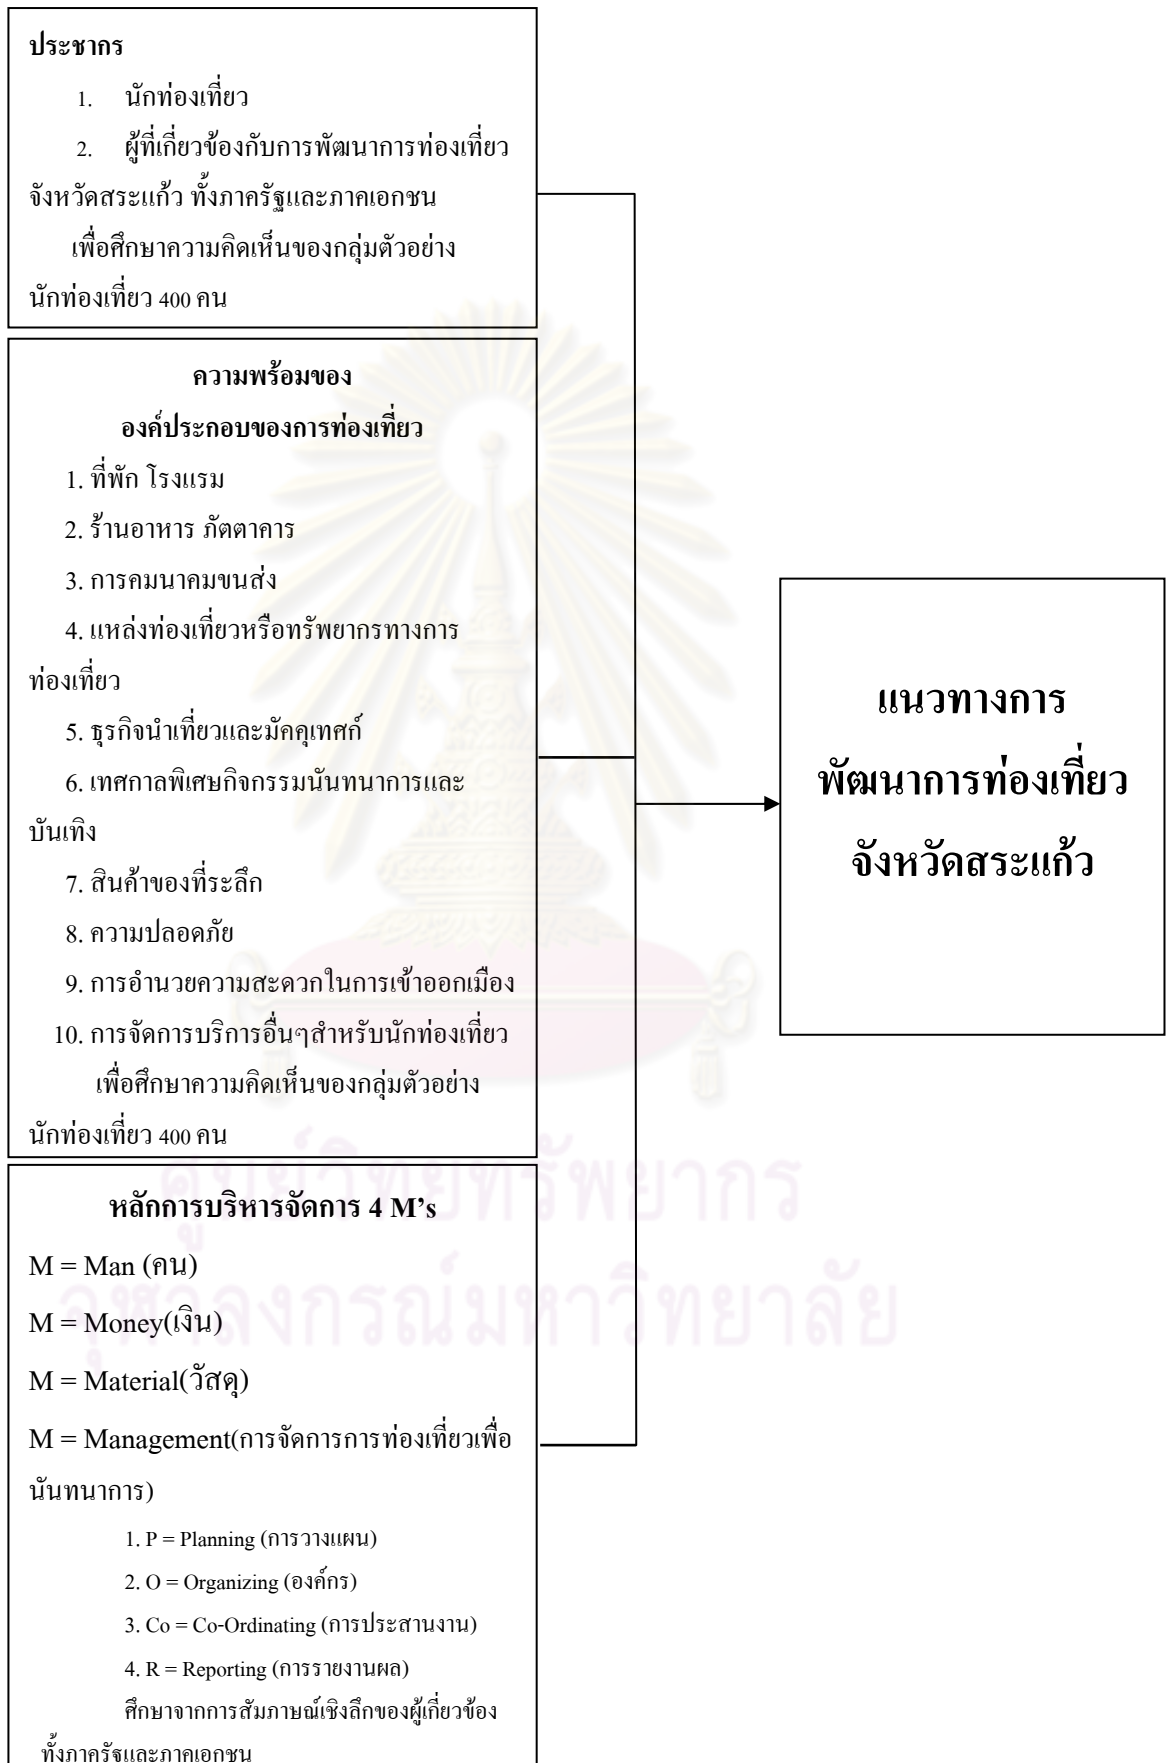 ประชากร
1. นักท่องเที่ยว
2. ผู้ที่เกี่ยวข้องกับการพัฒนาการท่องเที่ยว
จังหวัดสระแก้ว ทั้งภาครัฐและภาคเอกชน
เพื่อศึกษาความคิดเห็นของกลุ่มตัวอย่าง
นักท่องเที่ยว 400 คน
ความพร้อมของ
องค์ประกอบของการท่องเที่ยว
1. ที่พัก โรงแรม
2. ร้านอาหาร ภัตตาคาร
3. การคมนาคมขนส่ง
4. แหล่งท่องเที่ยวหรือทรัพยากรทางการ
ท่องเที่ยว
5. ธุรกิจนำเที่ยวและมัคคุเทศก์
6. เทศกาลพิเศษกิจกรรมนันทนาการและ
บันเทิง
7. สินค้าของที่ระลึก
8. ความปลอดภัย
9. การอำนวยความสะดวกในการเข้าออกเมือง
10. การจัดการบริการอื่นๆสำหรับนักท่องเที่ยว
เพื่อศึกษาความคิดเห็นของกลุ่มตัวอย่าง
นักท่องเที่ยว 400 คน
หลักการบริหารจัดการ 4 M’s
M = Man (คน)
M = Money(เงิน)
M = Material(วัสดุ)
M = Management(การจัดการการท่องเที่ยวเพื่อ
นันทนาการ)
1. P = Planning (การวางแผน)
2. O = Organizing (องค์กร)
3. Co = Co-Ordinating (การประสานงาน)
4. R = Reporting (การรายงานผล)
ศึกษาจากการสัมภาษณ์เชิงลึกของผู้เกี่ยวข้อง
ทั้งภาครัฐและภาคเอกชน
แนวทางการ
พัฒนาการท่องเที่ยว
จังหวัดสระแก้ว
ศูนย์วิทยทรัพยากร
จุฬาลงกรณ์มหาวิทยาลัย